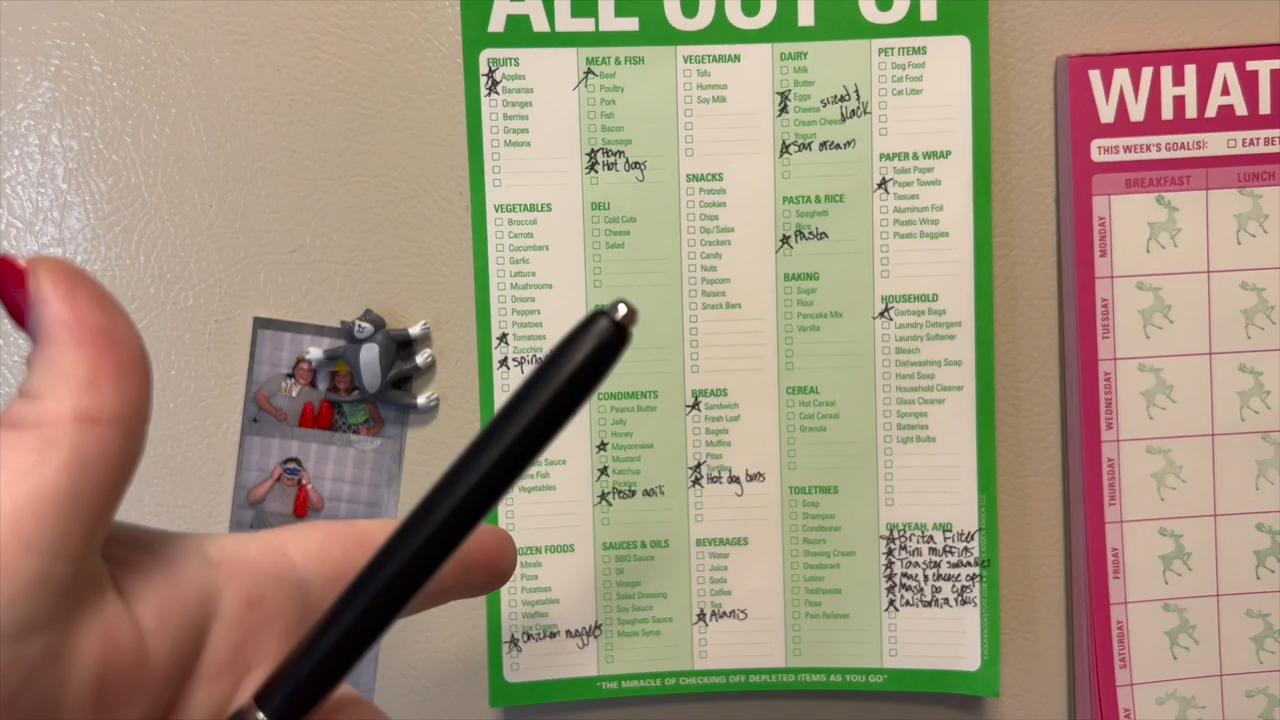 ALL OUT OF
FRUITS
Apples
Bananas
Oranges
Berries
Grapes
Melons
VEGETABLES
Broccoli
Carrots
Cucumbers
Garlic
Lettuce
Mushrooms
Onions
Peppers
Potatoes
Tomatoes
Zucchini
Vegetables
Meals
Pizza
Potatoes
Vegetables
Waffles
Ice Cream
Chicken nuggets
MEAT & FISH
Beef
Poultry
Pork
Fish
Bacon
Sausage
Ham
Hot dogs
DELI
Cold Cuts
Cheese
Salad
CONDIMENTS
Peanut Butter
Jelly
Honey
Mayonnaise
Mustard
Ketchup
Pickles
Pesto aoili
SAUCES & OILS
BBQ Sauce
Oil
Vinegar
Salad Dressing
Soy Sauce
Spaghetti Sauce
Maple Syrup
VEGETARIAN
Tofu
Hummus
Soy Milk
SNACKS
Pretzels
Cookies
Chips
Dip/Salsa
Crackers
Candy
Nuts
Popcorn
Raisins
Snack Bars
BREADS
Sandwich
Fresh Loaf
Bagels
Muffins
Pitas
Tortillas
Hot dog buns
BEVERAGES
Water
Juice
Soda
Coffee
Tea
Alanis
DAIRY
Milk
Butter
Eggs
Cheese sliced & block
Cream Cheese
Yogurt
Sour cream
PASTA & RICE
Spaghetti
Rice
Pasta
BAKING
Sugar
Flour
Pancake Mix
Vanilla
CEREAL
Hot Cereal
Cold Cereal
Granola
TOILETRIES
Soap
Shampoo
Conditioner
Razors
Shaving Cream
Deodorant
Lotion
Toothpaste
Floss
Pain Reliever
PET ITEMS
Dog Food
Cat Food
Cat Litter
PAPER & WRAP
Toilet Paper
Paper Towels
Tissues
Aluminum Foil
Plastic Wrap
Plastic Baggies
HOUSEHOLD
Garbage Bags
Laundry Detergent
Laundry Softener
Bleach
Dishwashing Soap
Hand Soap
Household Cleaner
Glass Cleaner
Sponges
Batteries
Light Bulbs
OH YEAH, AND
Brita Filter
Mini muffins
Toaster
Mac & cheese cups
Mash po cups
California rolls
"THE MIRACLE OF CHECKING OFF DEPLETED ITEMS AS YOU GO"
WHAT
THIS WEEK'S GOAL(S): EAT
BREAKFAST LUNCH
MONDAY
TUESDAY
WEDNESDAY
THURSDAY
FRIDAY
SATURDAY